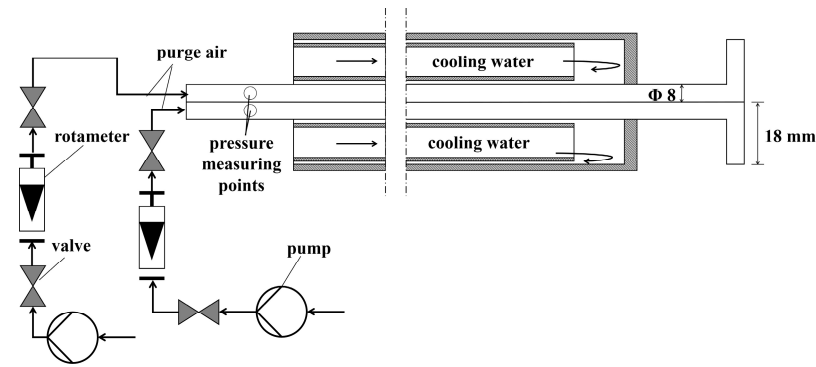 purge air
cooling water
Φ 8
rotameter
pressure
measuring
points
18 mm
cooling water
valve
pump